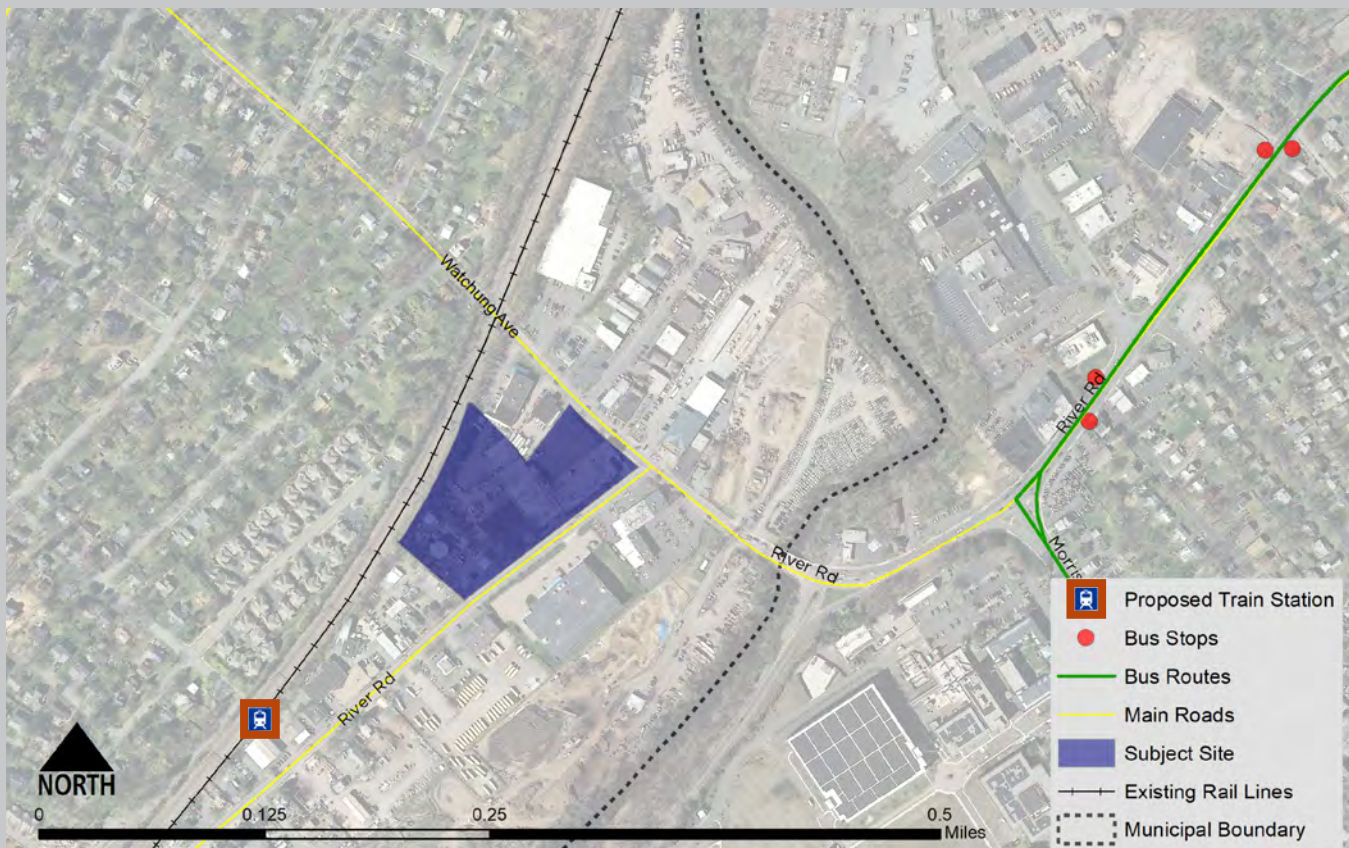 Watchung Ave
River Rd
River Rd
Morris
River Rd
NORTH
0
0.125
0.25
0.5
Miles
Proposed Train Station
Bus Stops
Bus Routes
Main Roads
Subject Site
Existing Rail Lines
Municipal Boundary